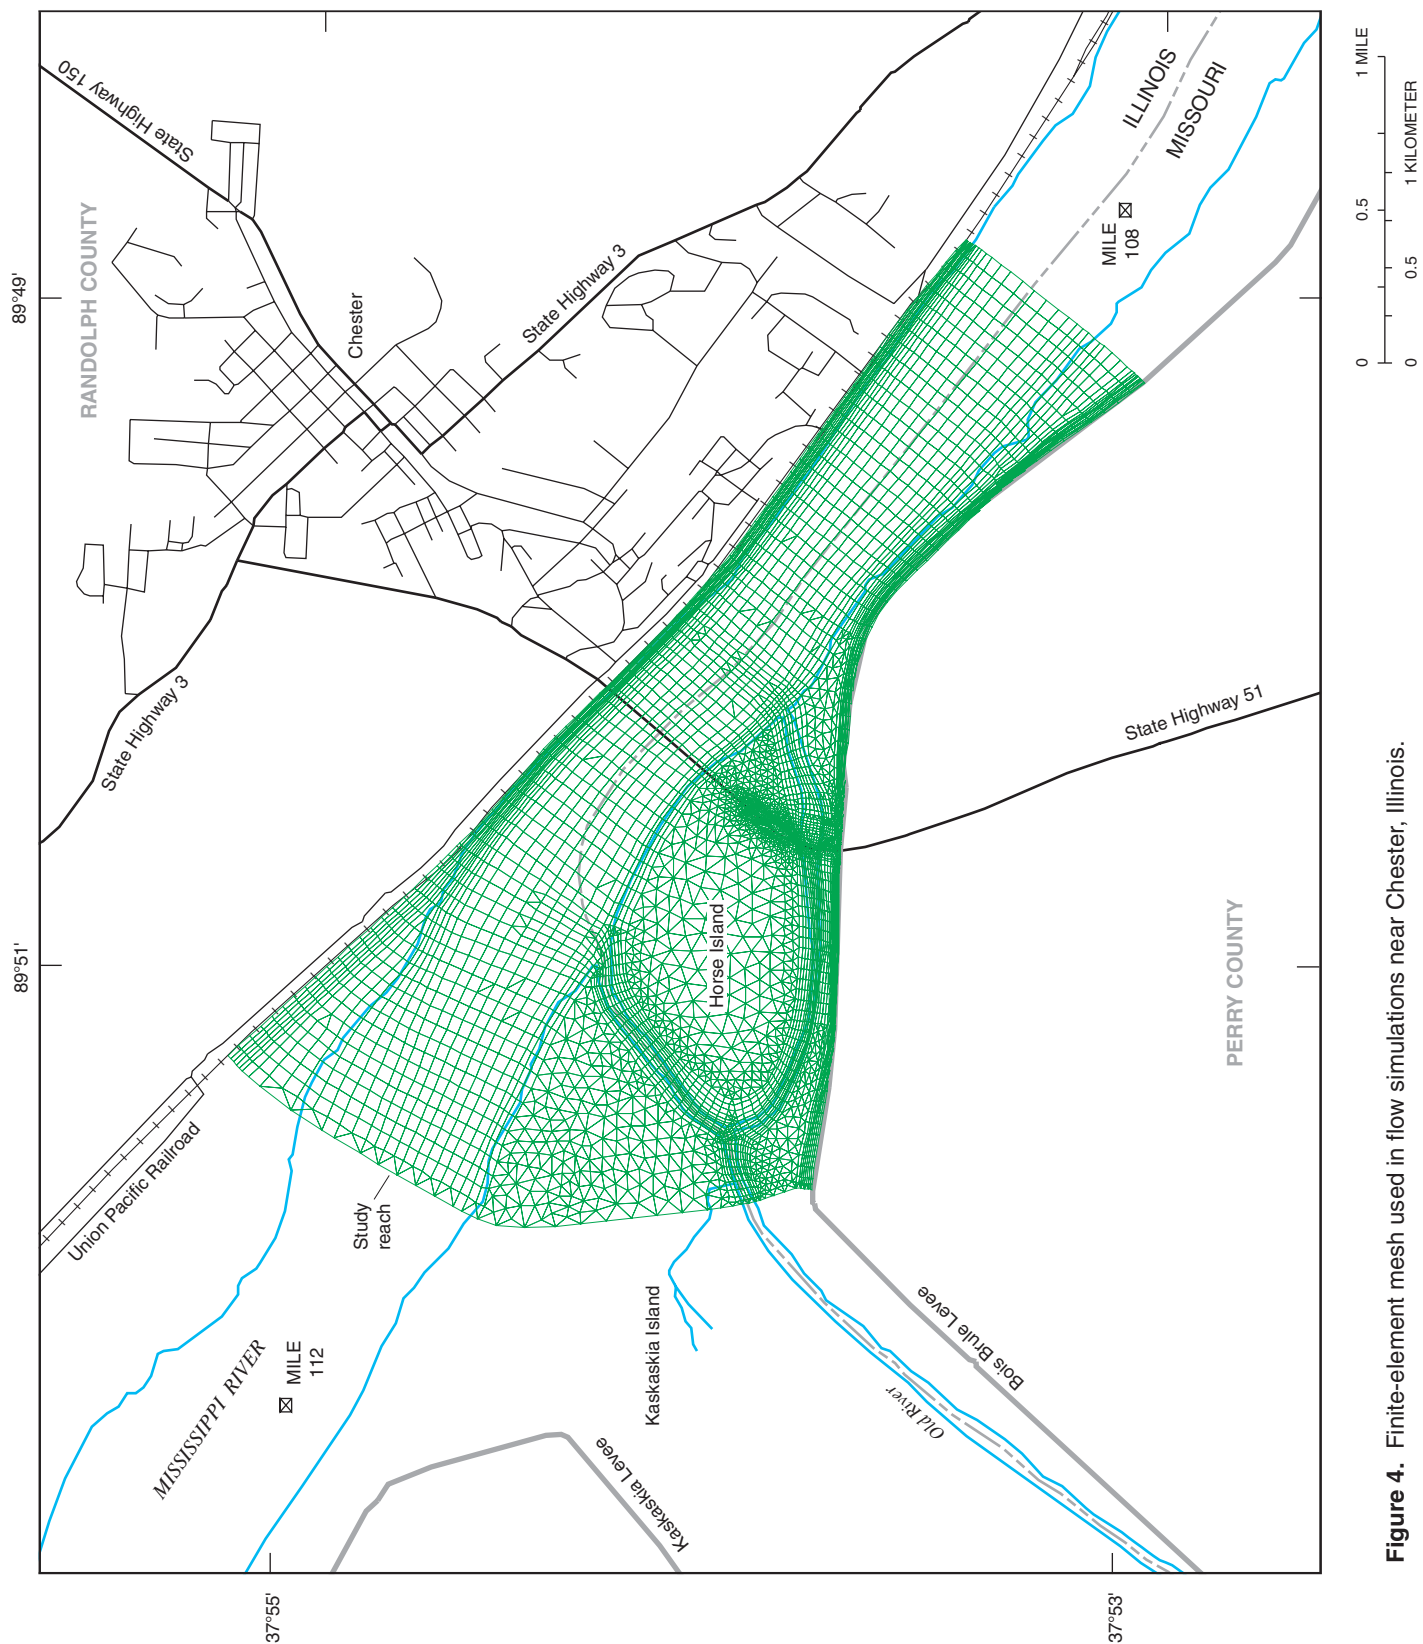 89°51'
89°49'
37°55'
37°53'
State Highway 150
RANDOLPH COUNTY
Chester
State Highway 3
State Highway 3
Union Pacific Railroad
MISSISSIPPI RIVER
MILE
112
Study
reach
Horse Island
Kaskaskia Island
Kaskaskia Levee
Old River
Bois Brule Levee
PERRY COUNTY
State Highway 51
ILLINOIS
MISSOURI
MILE
108
0 0.5 1 MILE
0 0.5 1 KILOMETER
Figure 4. Finite-element mesh used in flow simulations near Chester, Illinois.